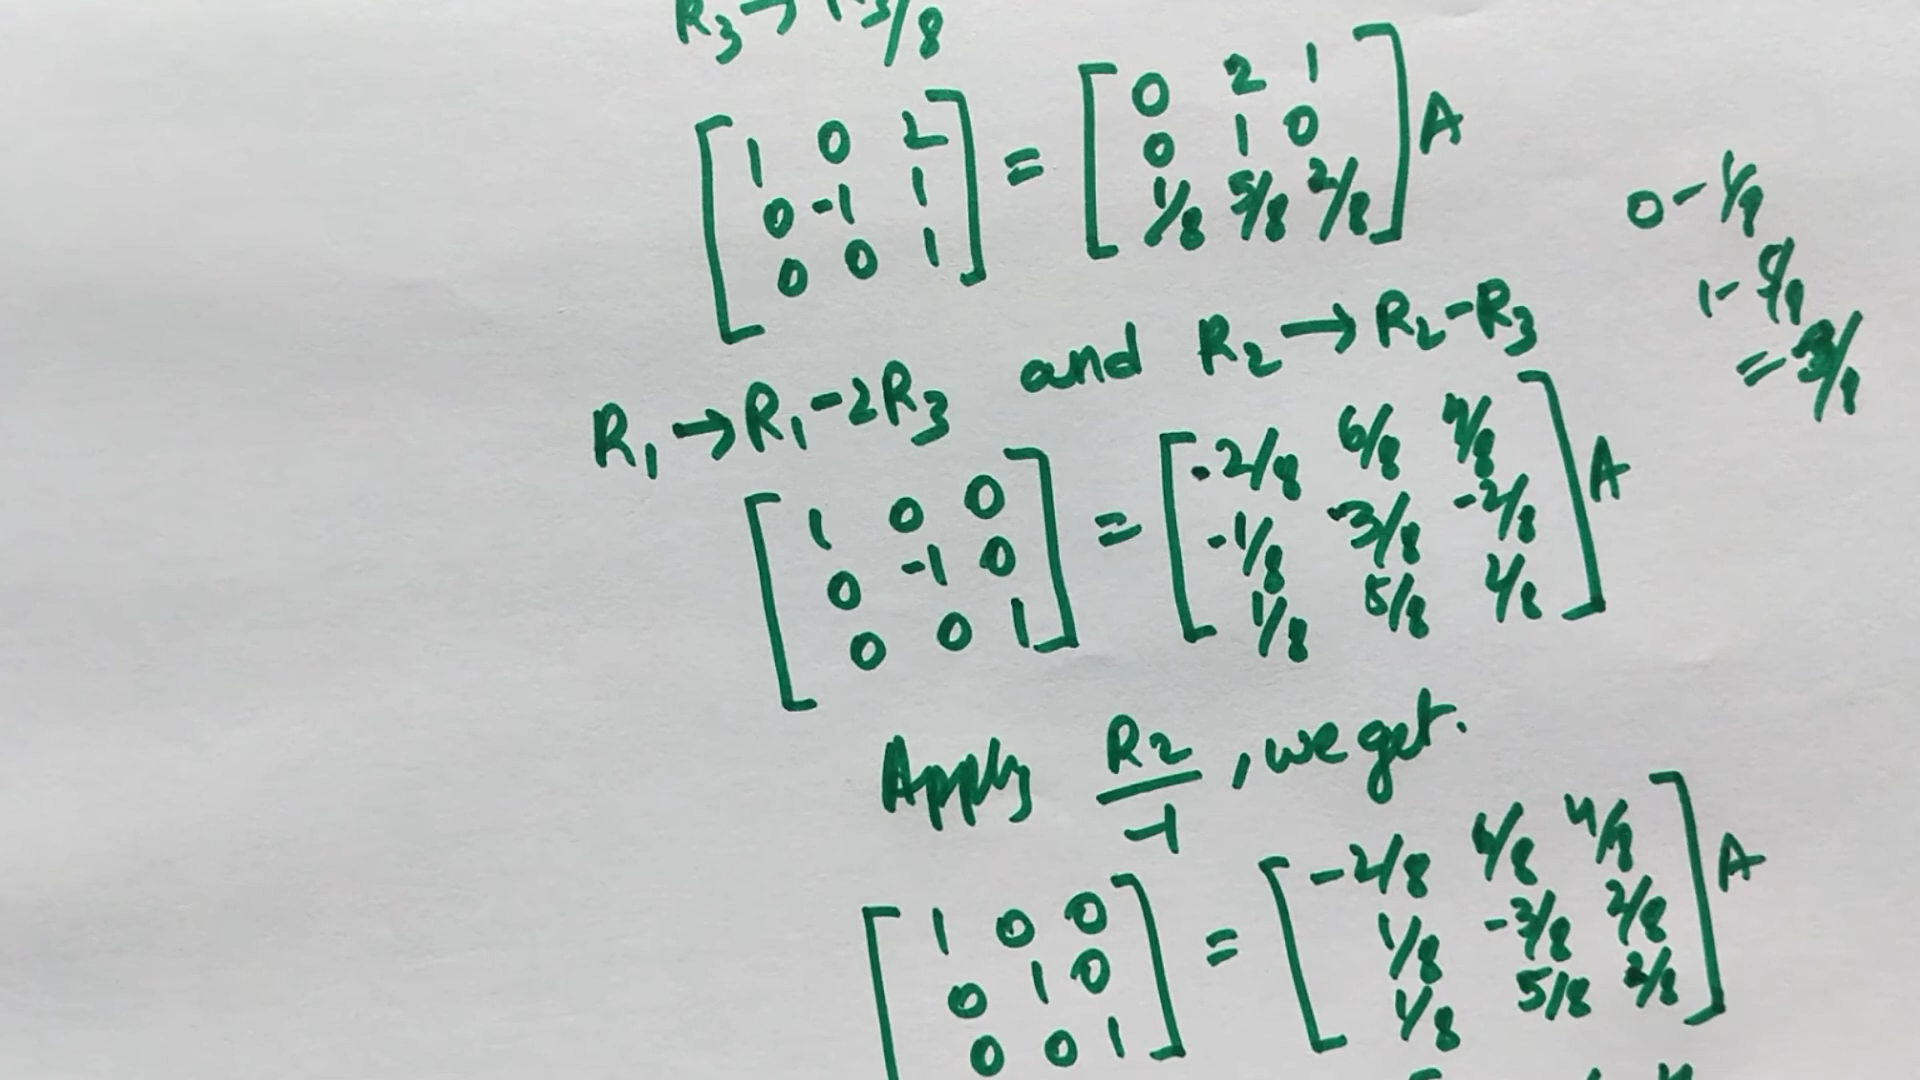 R3 → R3/8
[1 0 2] = [0 2 1] A
[0 -1 1] [0 1 0]
[0 0 1] [1/8 5/8 2/8]
0 - 1/8
1 - 5/8
= 3/8
R1 → R1 - 2R3 and R2 → R2 - R3
[1 0 0] = [-2/8 6/8 4/8] A
[0 -1 0] [-1/8 3/8 -2/8]
[0 0 1] [1/8 5/8 2/8]
Apply R2/-1, we get.
[1 0 0] = [-2/8 6/8 4/8] A
[0 1 0] [1/8 -3/8 2/8]
[0 0 1] [1/8 5/8 2/8]